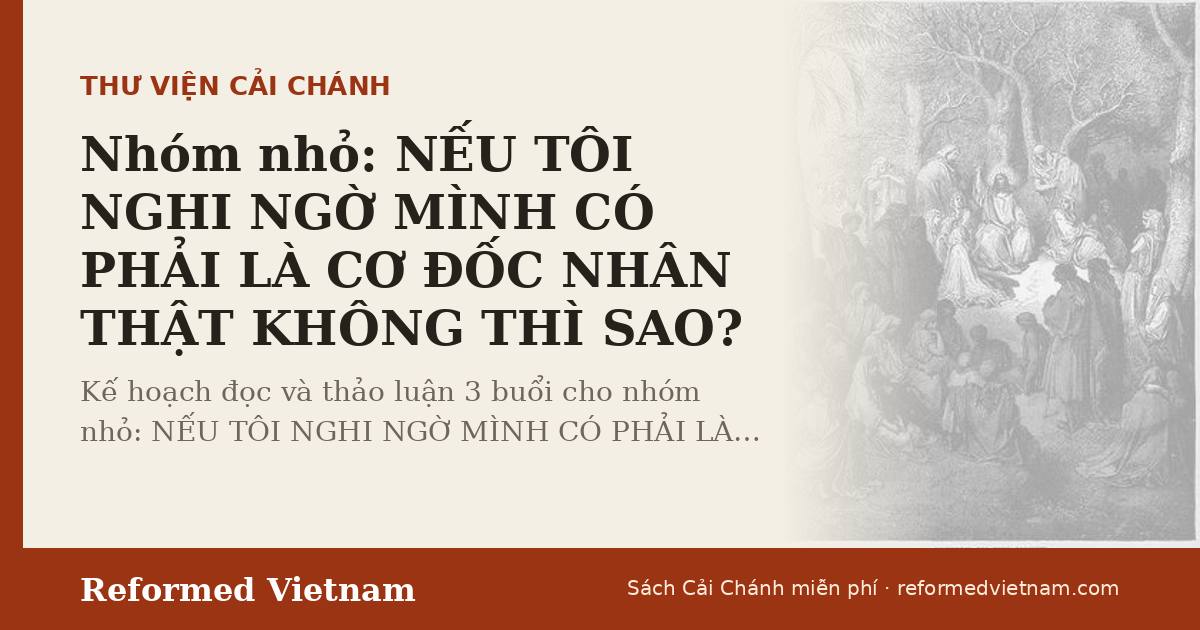 THƯ VIỆN CẢI CHÁNH
Nhóm nhỏ: NẾU TÔI
NGHI NGỜ MÌNH CÓ
PHẢI LÀ CƠ ĐỐC NHÂN
THẬT KHÔNG THÌ SAO?
Kế hoạch đọc và thảo luận 3 buổi cho nhóm
nhỏ: NẾU TÔI NGHI NGỜ MÌNH CÓ PHẢI LÀ...
Reformed Vietnam
Sách Cải Chánh miễn phí · reformedvietnam.com